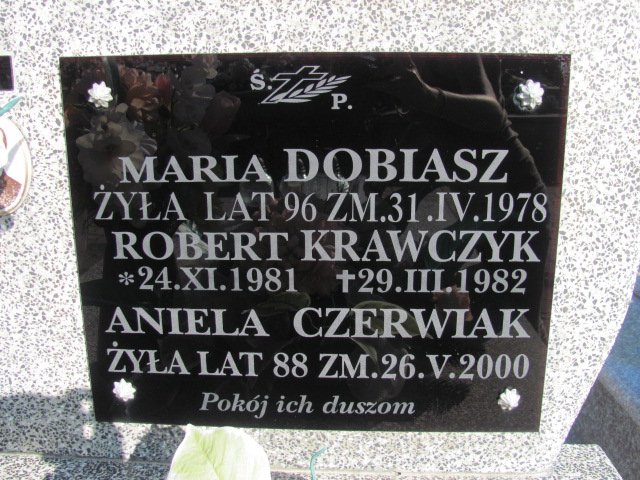 Ś. P.
MARIA DOBIASZ
ŻYŁA LAT 96 ZM.31.IV.1978
ROBERT KRAWCZYK
*24.XI.1981 †29.III.1982
ANIELA CZERWIAK
ŻYŁA LAT 88 ZM.26.V.2000
Pokój ich duszom